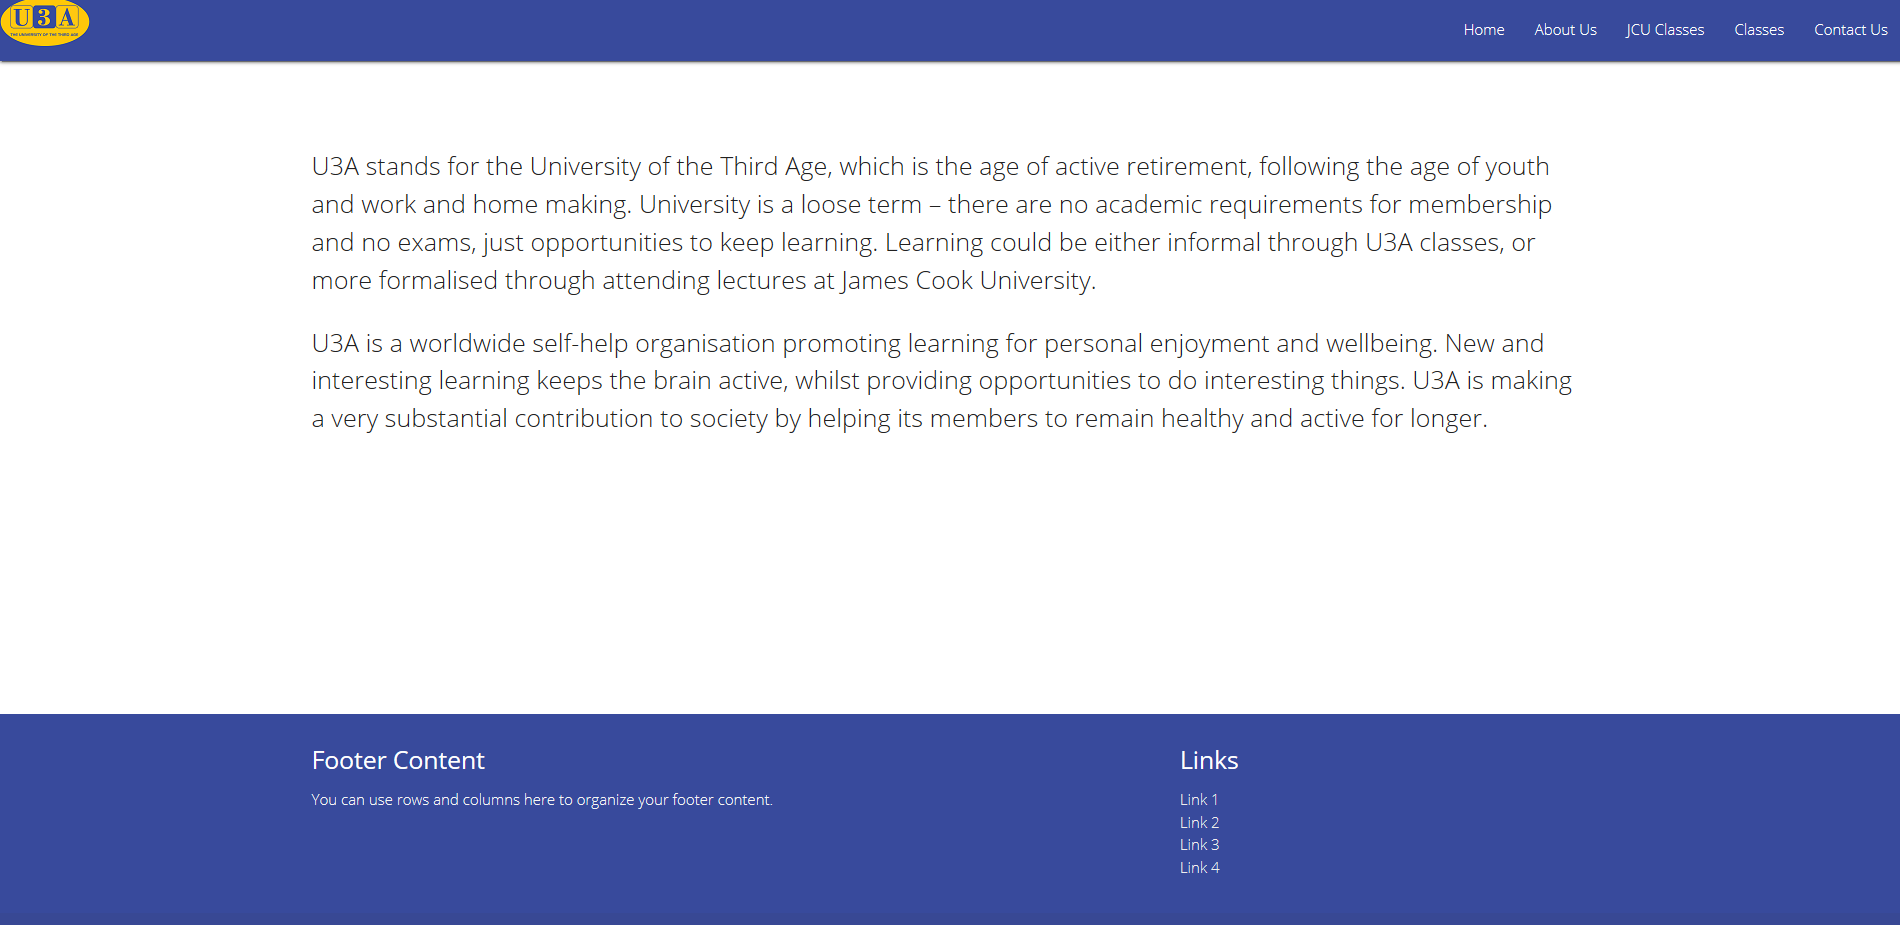 U3A
THE UNIVERSITY OF THE THIRD AGE
Home About Us JCU Classes Classes Contact Us
U3A stands for the University of the Third Age, which is the age of active retirement, following the age of youth
and work and home making. University is a loose term – there are no academic requirements for membership
and no exams, just opportunities to keep learning. Learning could be either informal through U3A classes, or
more formalised through attending lectures at James Cook University.
U3A is a worldwide self-help organisation promoting learning for personal enjoyment and wellbeing. New and
interesting learning keeps the brain active, whilst providing opportunities to do interesting things. U3A is making
a very substantial contribution to society by helping its members to remain healthy and active for longer.
Footer Content
You can use rows and columns here to organize your footer content.
Links
Link 1
Link 2
Link 3
Link 4